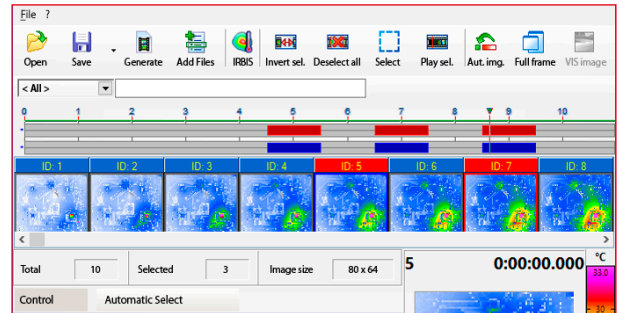 File ?
Open Save Generate Add Files IRBIS Invert sel. Deselect all Select Play sel. Aut. img. Full frame VIS image
< All >
0 1 2 3 4 5 6 7 8 9 10
ID: 1 ID: 2 ID: 3 ID: 4 ID: 5 ID: 6 ID: 7 ID: 8
Total 10 Selected 3 Image size 80 x 64 5 0:00:00.000 °C
33.0
Control Automatic Select
30